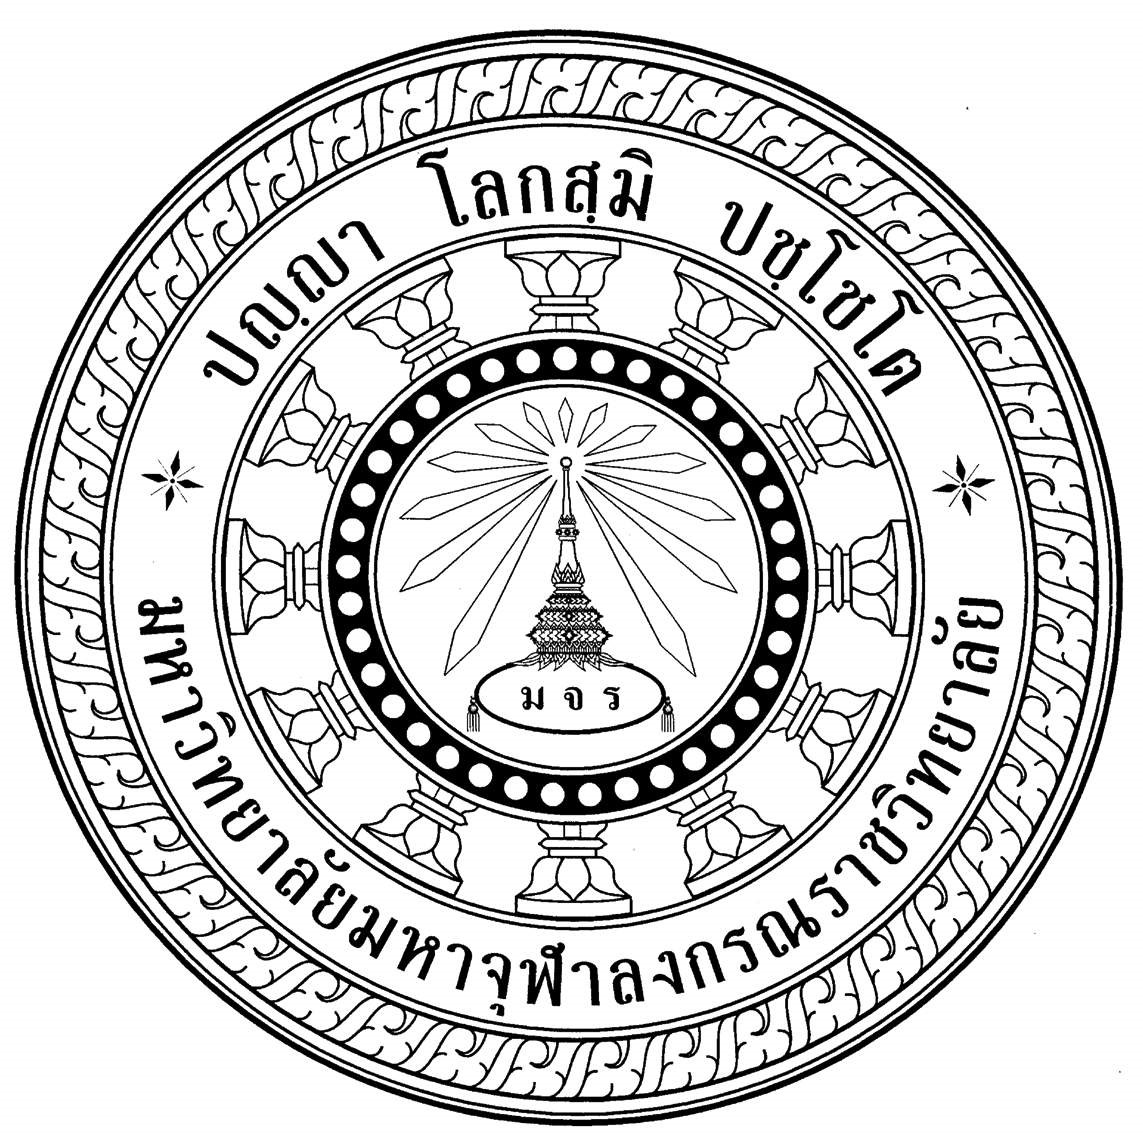 ปญฺญา โลกสฺมิ ปชฺโชโต
ม จ ร
มหาวิทยาลัยมหาจุฬาลงกรณราชวิทยาลัย